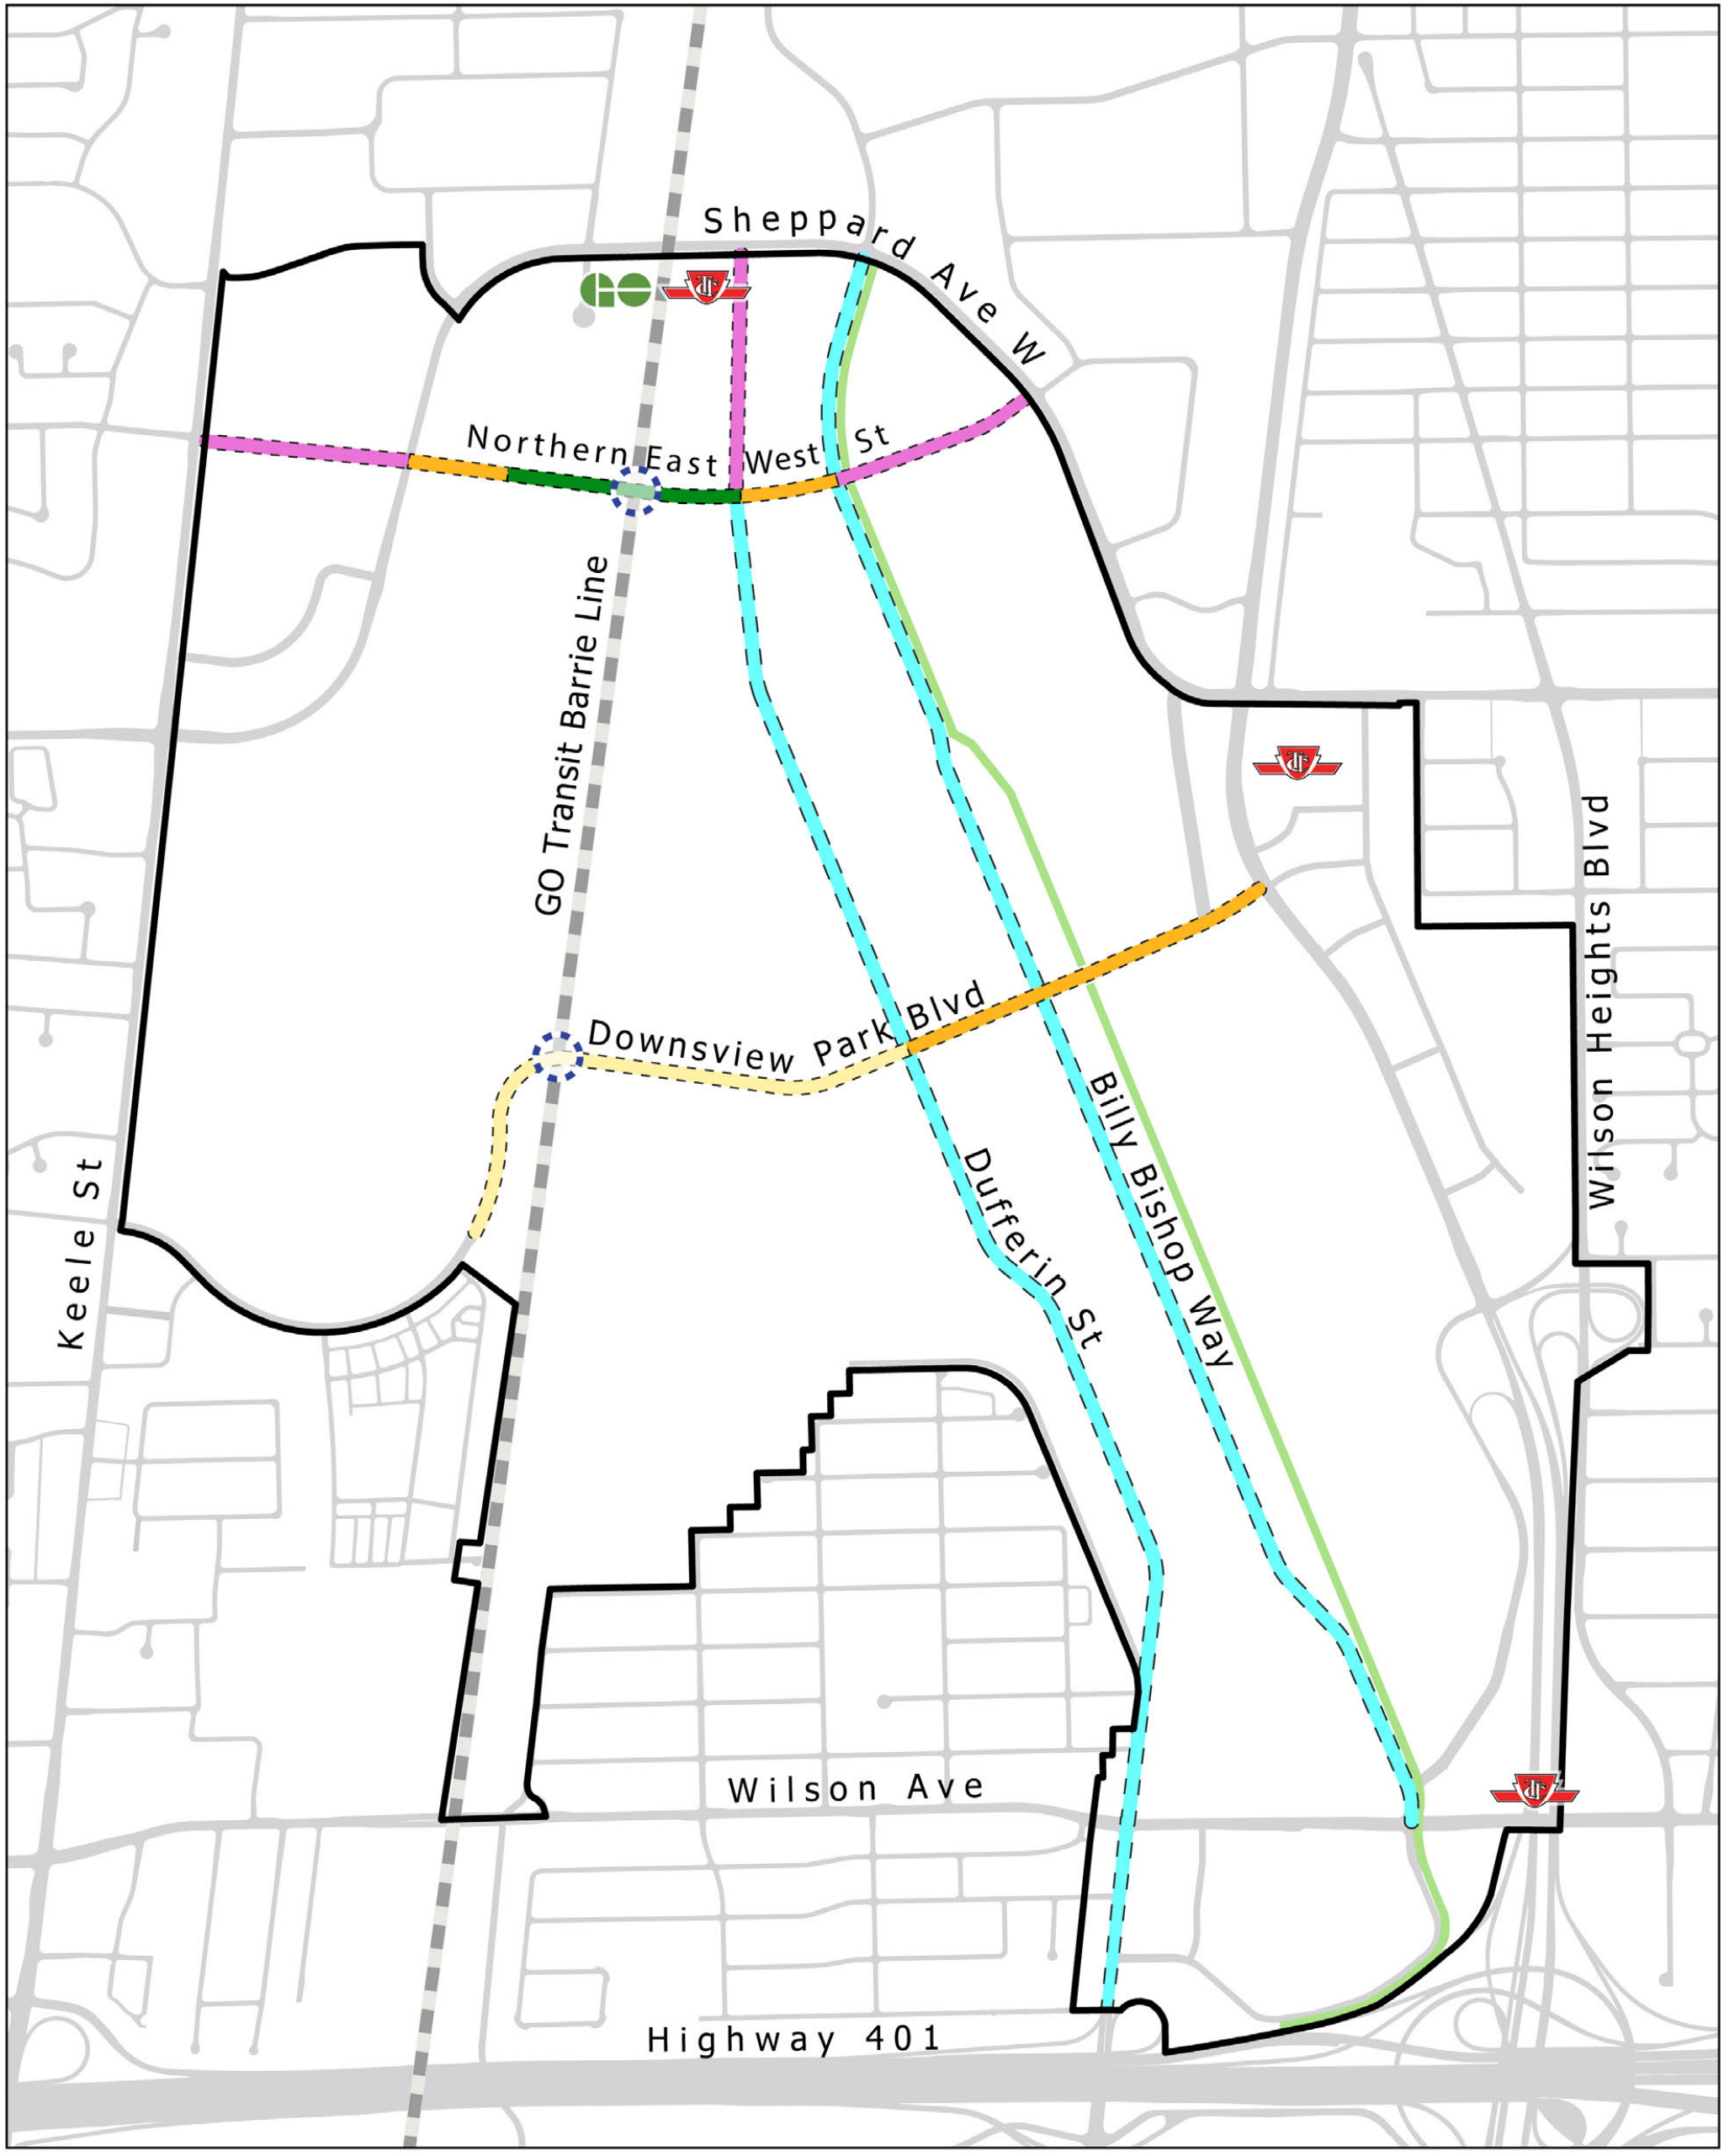 Sheppard Ave W
Northern East West St
GO Transit Barrie Line
Wilson Heights Blvd
Downsview Park Blvd
Billy Bishop Way
Dufferin St
Keele St
Wilson Ave
Highway 401